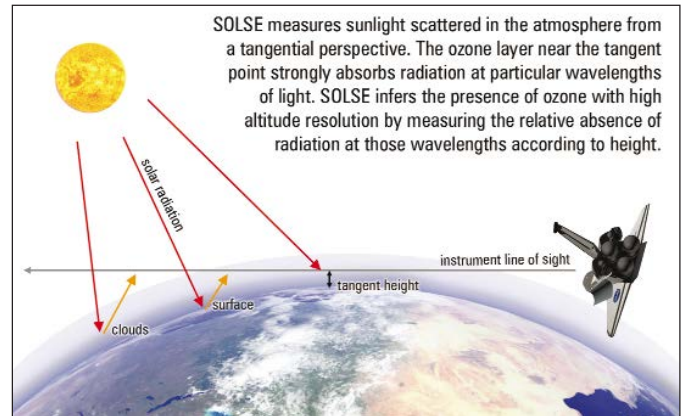 SOLSE measures sunlight scattered in the atmosphere from
a tangential perspective. The ozone layer near the tangent
point strongly absorbs radiation at particular wavelengths
of light. SOLSE infers the presence of ozone with high
altitude resolution by measuring the relative absence of
radiation at those wavelengths according to height.
solar radiation
instrument line of sight
tangent height
surface
clouds